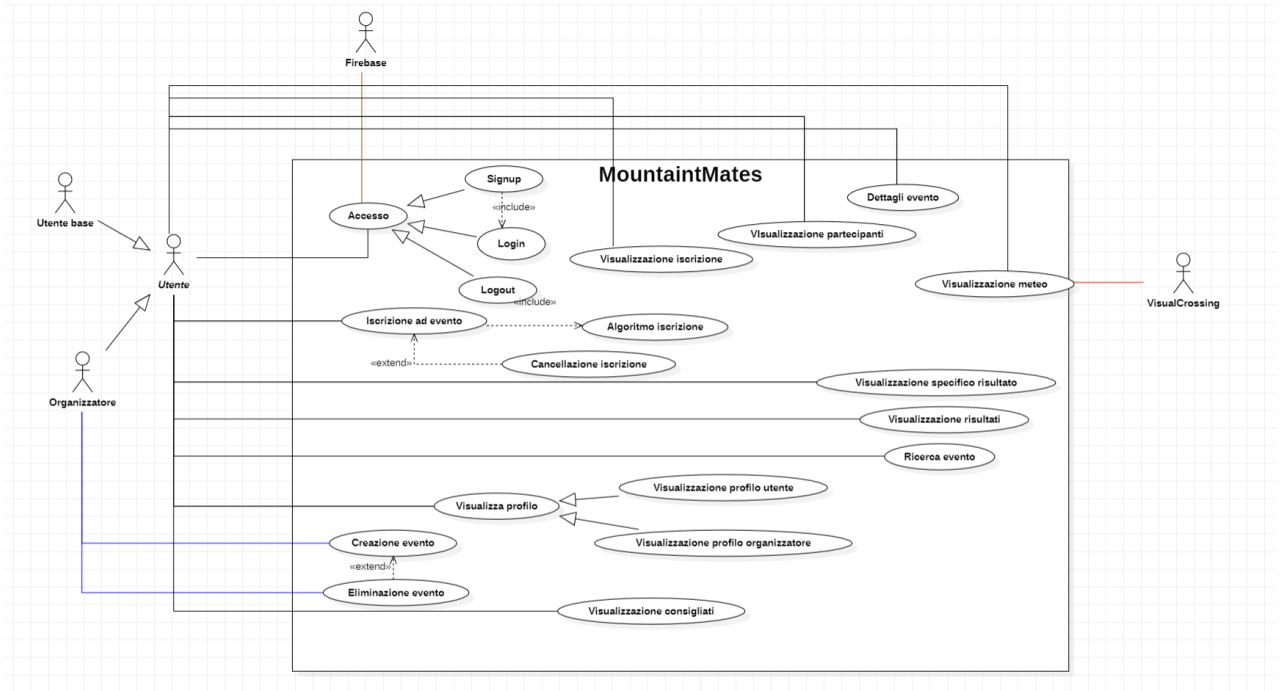 Firebase
MountaintMates
Signup
Dettagli evento
«include»
Accesso
Utente base
VIsualizzazione partecipanti
Login
Visualizzazione iscrizione
Utente
Visualizzazione meteo
Logout
«include»
VisualCrossing
Iscrizione ad evento
Algoritmo iscrizione
«extend»
Cancellazione iscrizione
Visualizzazione specifico risultato
Organizzatore
Visualizzazione risultati
Ricerca evento
Visualizzazione profilo utente
Visualizza profilo
Creazione evento
Visualizzazione profilo organizzatore
«extend»
Eliminazione evento
Visualizzazione consigliati